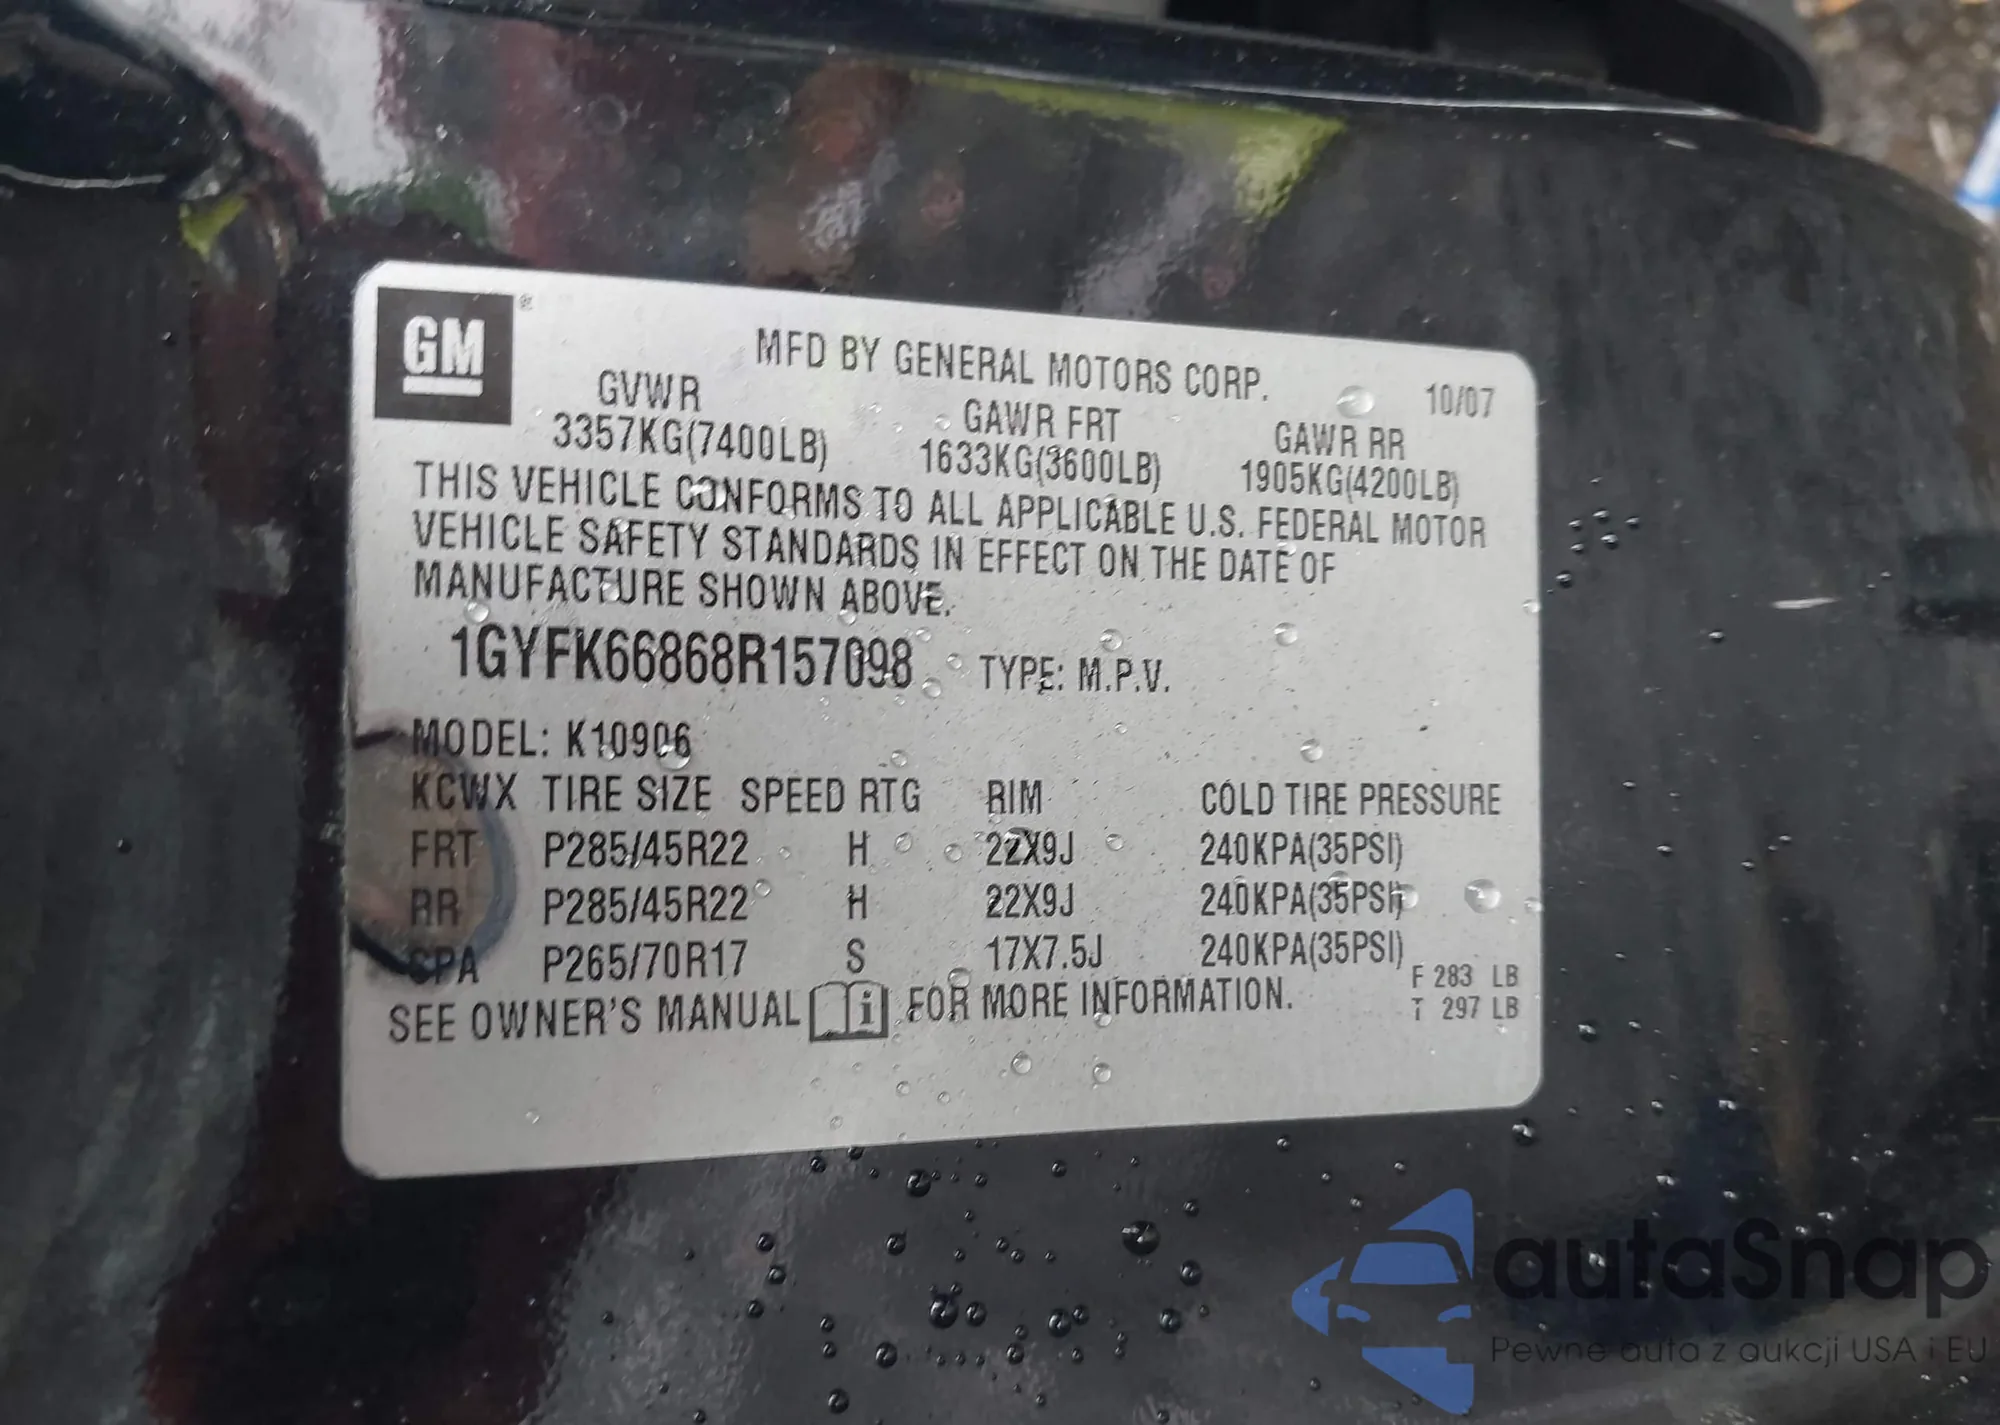 GM
MFD BY GENERAL MOTORS CORP.
10/07
GVWR GAWR FRT GAWR RR
3357KG(7400LB) 1633KG(3600LB) 1905KG(4200LB)
THIS VEHICLE CONFORMS TO ALL APPLICABLE U.S. FEDERAL MOTOR
VEHICLE SAFETY STANDARDS IN EFFECT ON THE DATE OF
MANUFACTURE SHOWN ABOVE.
1GYFK66868R157098 TYPE: M.P.V.
MODEL: K10906
KCWX TIRE SIZE SPEED RTG RIM COLD TIRE PRESSURE
FRT P285/45R22 H 22X9J 240KPA(35PSI)
RR P285/45R22 H 22X9J 240KPA(35PSI)
SPA P265/70R17 S 17X7.5J 240KPA(35PSI)
F 283 LB
T 297 LB
SEE OWNER'S MANUAL i FOR MORE INFORMATION.
autaSnap
Pewne auta z aukcji USA i EU